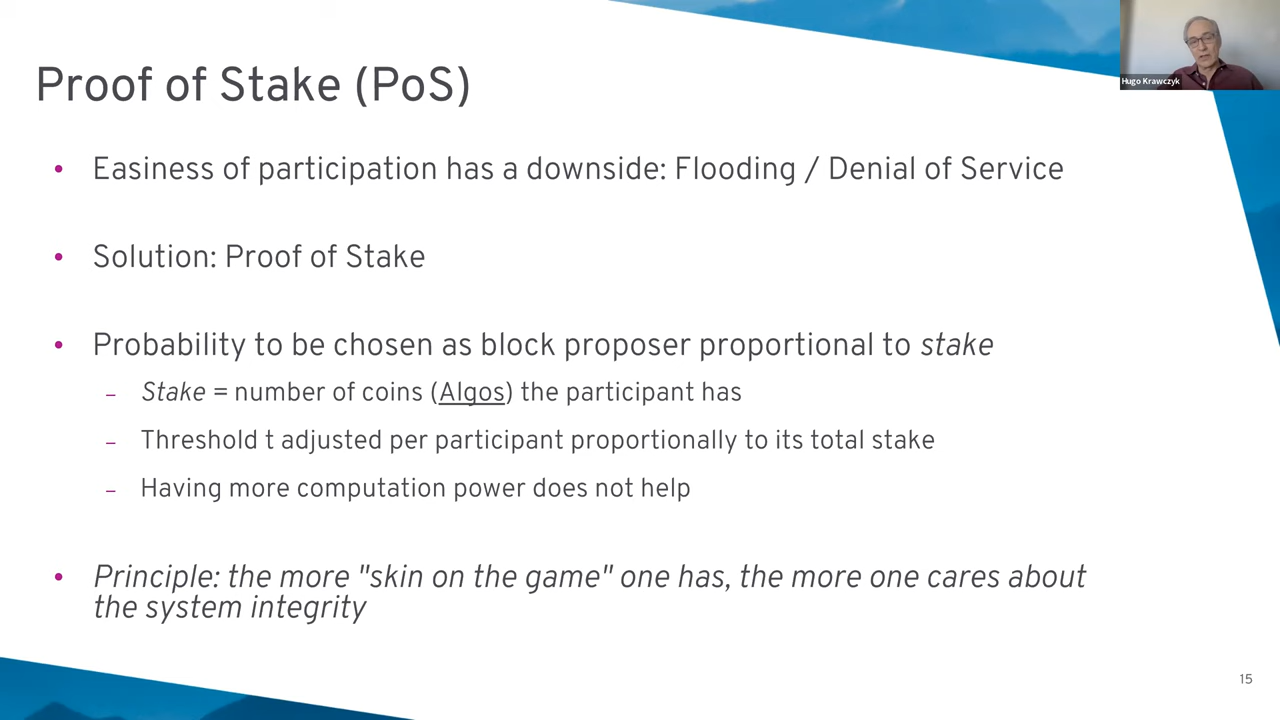 Proof of Stake (PoS)
Hugo Krawczyk
• Easiness of participation has a downside: Flooding / Denial of Service
• Solution: Proof of Stake
• Probability to be chosen as block proposer proportional to stake
– Stake = number of coins (Algos) the participant has
– Threshold t adjusted per participant proportionally to its total stake
– Having more computation power does not help
• Principle: the more "skin on the game" one has, the more one cares about
the system integrity
15